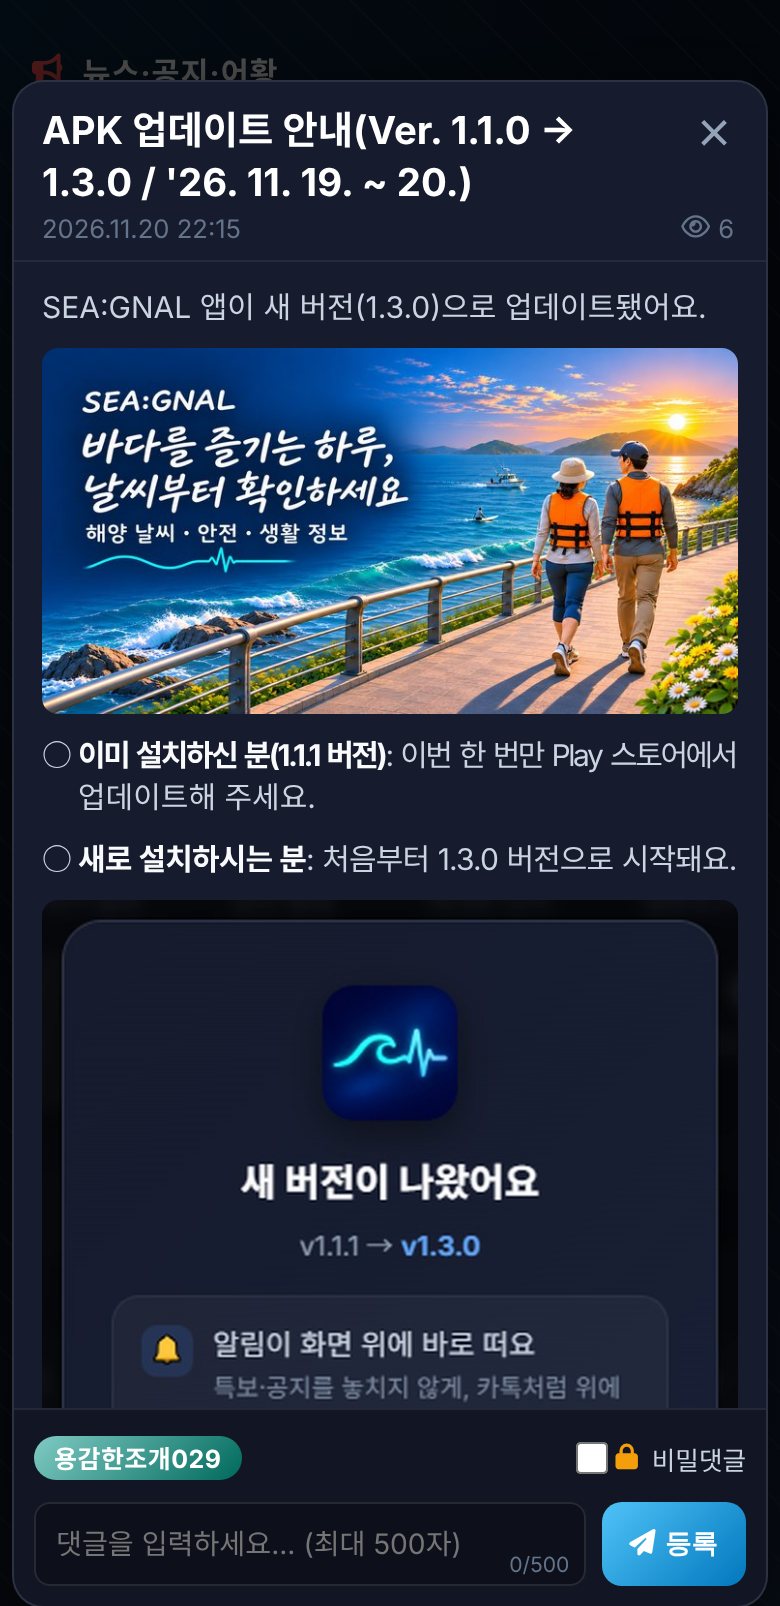 뉴스·공지·어황
APK 업데이트 안내(Ver. 1.1.0 →
1.3.0 / '26. 11. 19. ~ 20.)
2026.11.20 22:15
6
SEA:GNAL 앱이 새 버전(1.3.0)으로 업데이트됐어요.
SEA:GNAL
바다를 즐기는 하루,
날씨부터 확인하세요
해양 날씨 · 안전 · 생활 정보
○ 이미 설치하신 분(1.1.1 버전): 이번 한 번만 Play 스토어에서
업데이트해 주세요.
○ 새로 설치하시는 분: 처음부터 1.3.0 버전으로 시작돼요.
새 버전이 나왔어요
v1.1.1 → v1.3.0
알림이 화면 위에 바로 떠요
특보·공지를 놓치지 않게, 카톡처럼 위에
용감한조개029
비밀댓글
댓글을 입력하세요... (최대 500자)
0/500
등록